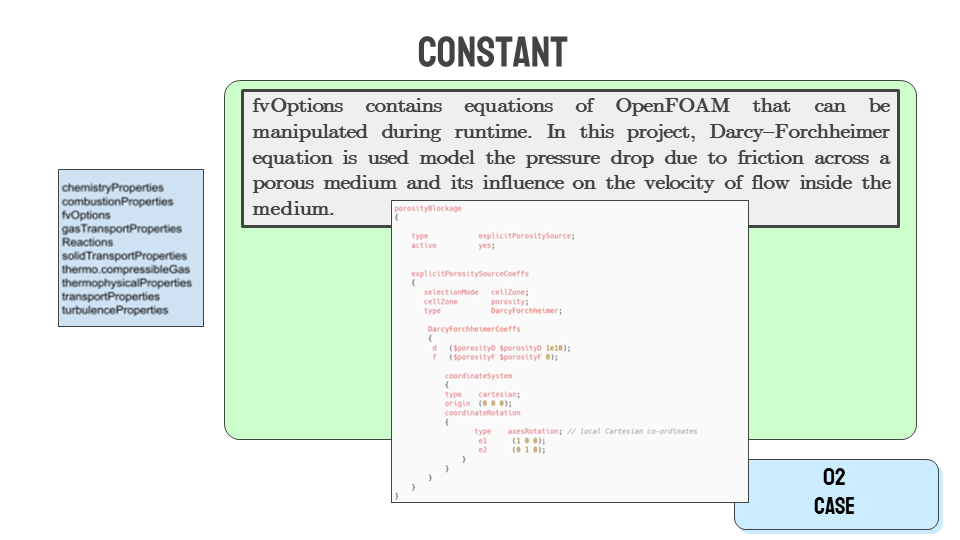 CONSTANT
fvOptions contains equations of OpenFOAM that can be
manipulated during runtime. In this project, Darcy–Forchheimer
equation is used model the pressure drop due to friction across a
porous medium and its influence on the velocity of flow inside the
medium.
chemistryProperties
combustionProperties
fvOptions
gasTransportProperties
Reactions
solidTransportProperties
thermo.compressibleGas
thermophysicalProperties
transportProperties
turbulenceProperties
porosityBlockage
{
type explicitPorositySource;
active yes;
explicitPorositySourceCoeffs
{
selectionMode cellZone;
cellZone porosity;
type DarcyForchheimer;
DarcyForchheimerCoeffs
{
d ($porosityD $porosityD 1e10);
f ($porosityF $porosityF 0);
coordinateSystem
{
type cartesian;
origin (0 0 0);
coordinateRotation
{
type axesRotation; // local Cartesian co-ordinates
e1 (1 0 0);
e2 (0 1 0);
}
}
}
}
}
02
CASE